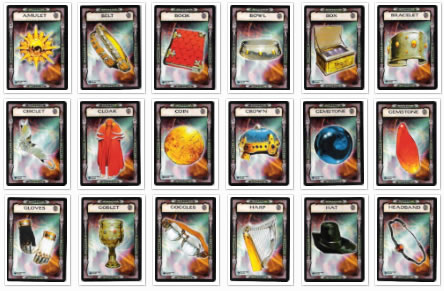 AMULET
BELT
BOOK
BOWL
BOX
BRACELET
CIRCLET
CLOAK
COIN
CROWN
GEMSTONE
GEMSTONE
GLOVES
GOBLET
GOGGLES
HARP
HAT
HEADBAND